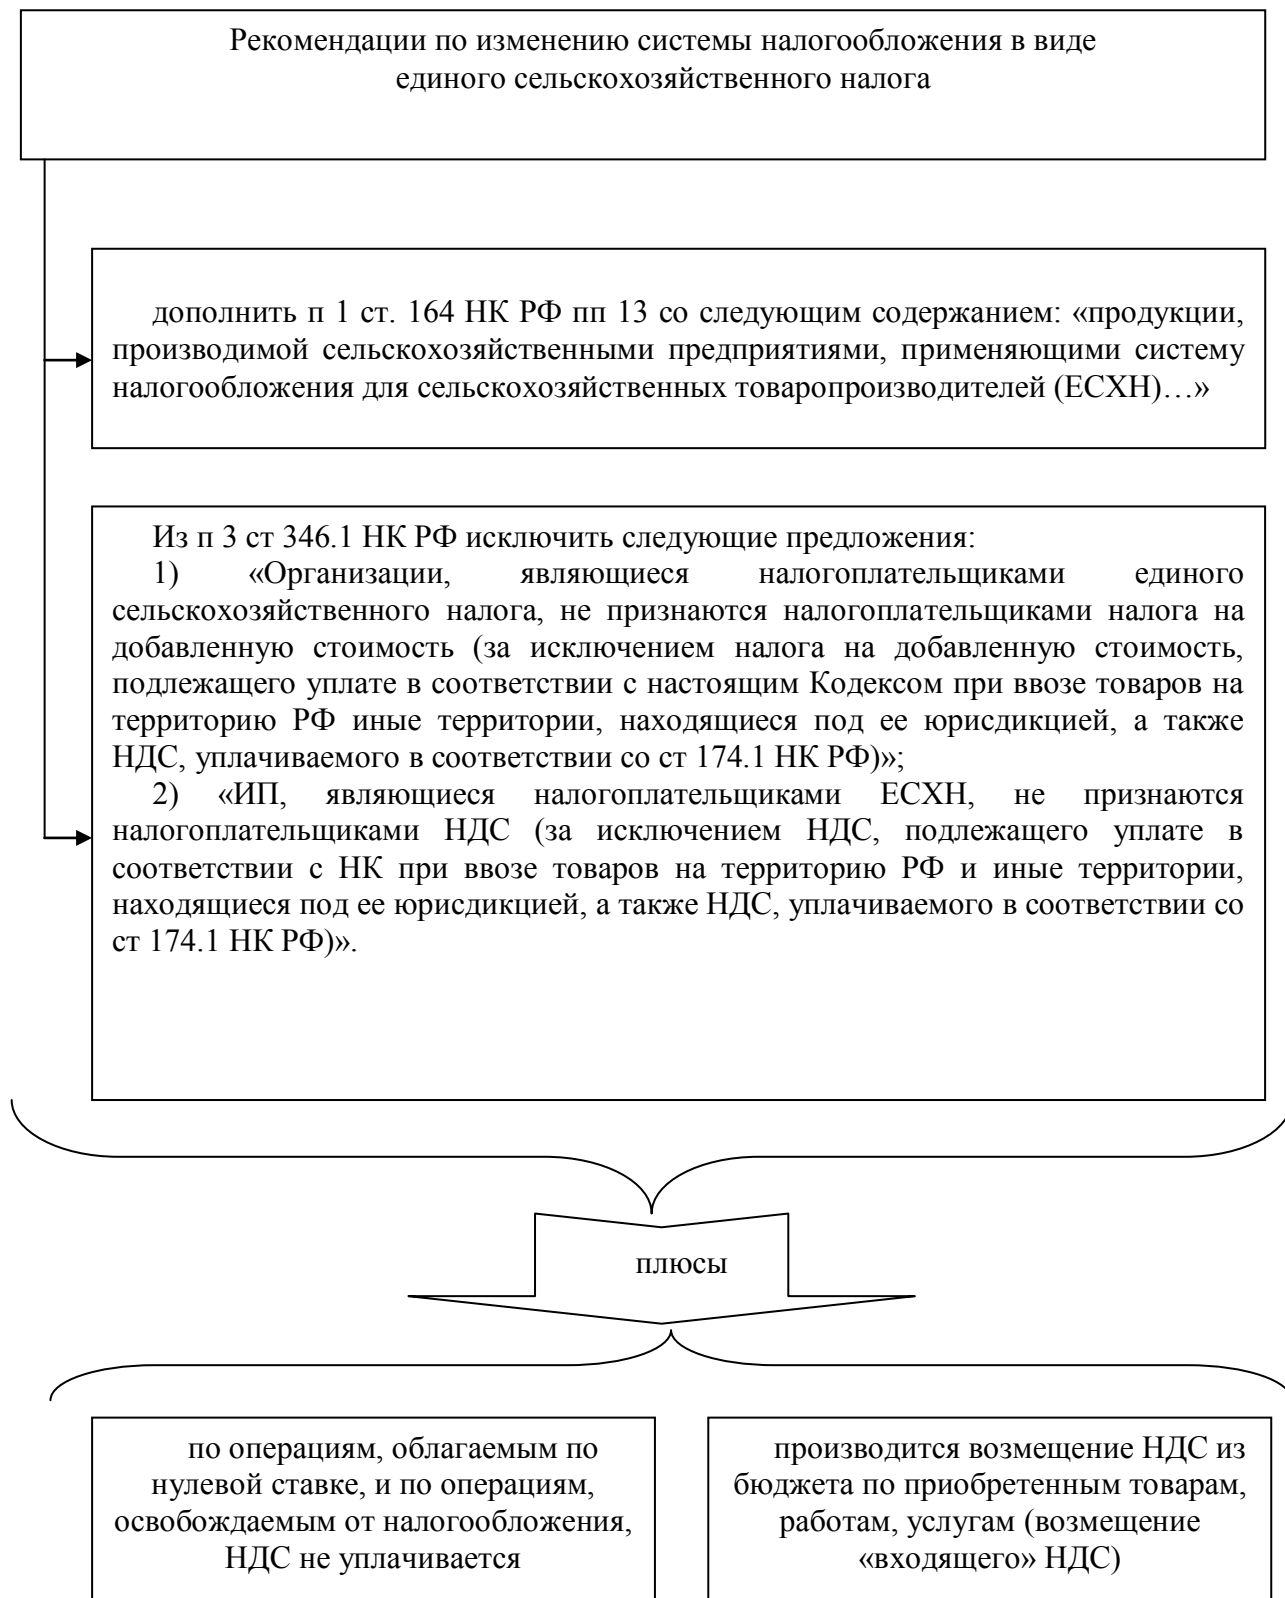 Рекомендации по изменению системы налогообложения в виде
единого сельскохозяйственного налога
дополнить п 1 ст. 164 НК РФ пп 13 со следующим содержанием: «продукции,
производимой сельскохозяйственными предприятиями, применяющими систему
налогообложения для сельскохозяйственных товаропроизводителей (ЕСХН)…»
Из п 3 ст 346.1 НК РФ исключить следующие предложения:
1) «Организации, являющиеся налогоплательщиками единого
сельскохозяйственного налога, не признаются налогоплательщиками налога на
добавленную стоимость (за исключением налога на добавленную стоимость,
подлежащего уплате в соответствии с настоящим Кодексом при ввозе товаров на
территорию РФ иные территории, находящиеся под ее юрисдикцией, а также
НДС, уплачиваемого в соответствии со ст 174.1 НК РФ)»;
2) «ИП, являющиеся налогоплательщиками ЕСХН, не признаются
налогоплательщиками НДС (за исключением НДС, подлежащего уплате в
соответствии с НК при ввозе товаров на территорию РФ и иные территории,
находящиеся под ее юрисдикцией, а также НДС, уплачиваемого в соответствии со
ст 174.1 НК РФ)».
плюсы
по операциям, облагаемым по
нулевой ставке, и по операциям,
освобождаемым от налогообложения,
НДС не уплачивается
производится возмещение НДС из
бюджета по приобретенным товарам,
работам, услугам (возмещение
«входящего» НДС)